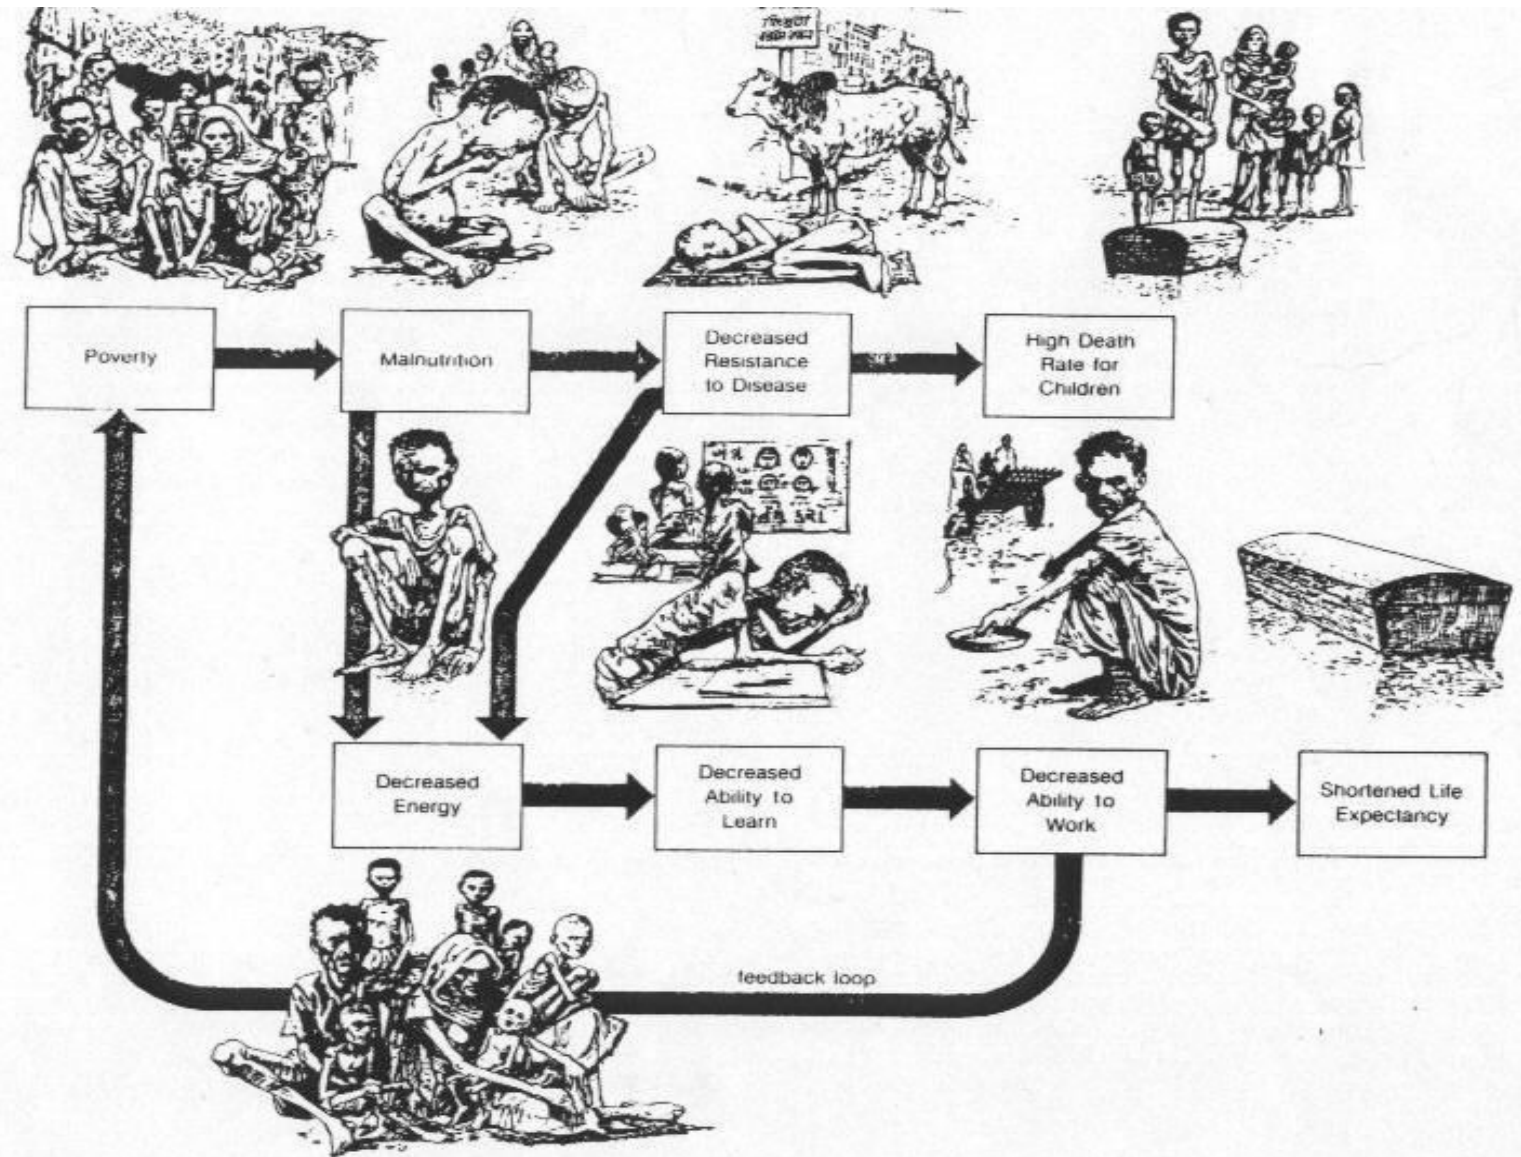 Poverty
Malnutrition
Decreased
Resistance
to Disease
High Death
Rate for
Children
Decreased
Energy
Decreased
Ability to
Learn
Decreased
Ability to
Work
Shortened Life
Expectancy
feedback loop